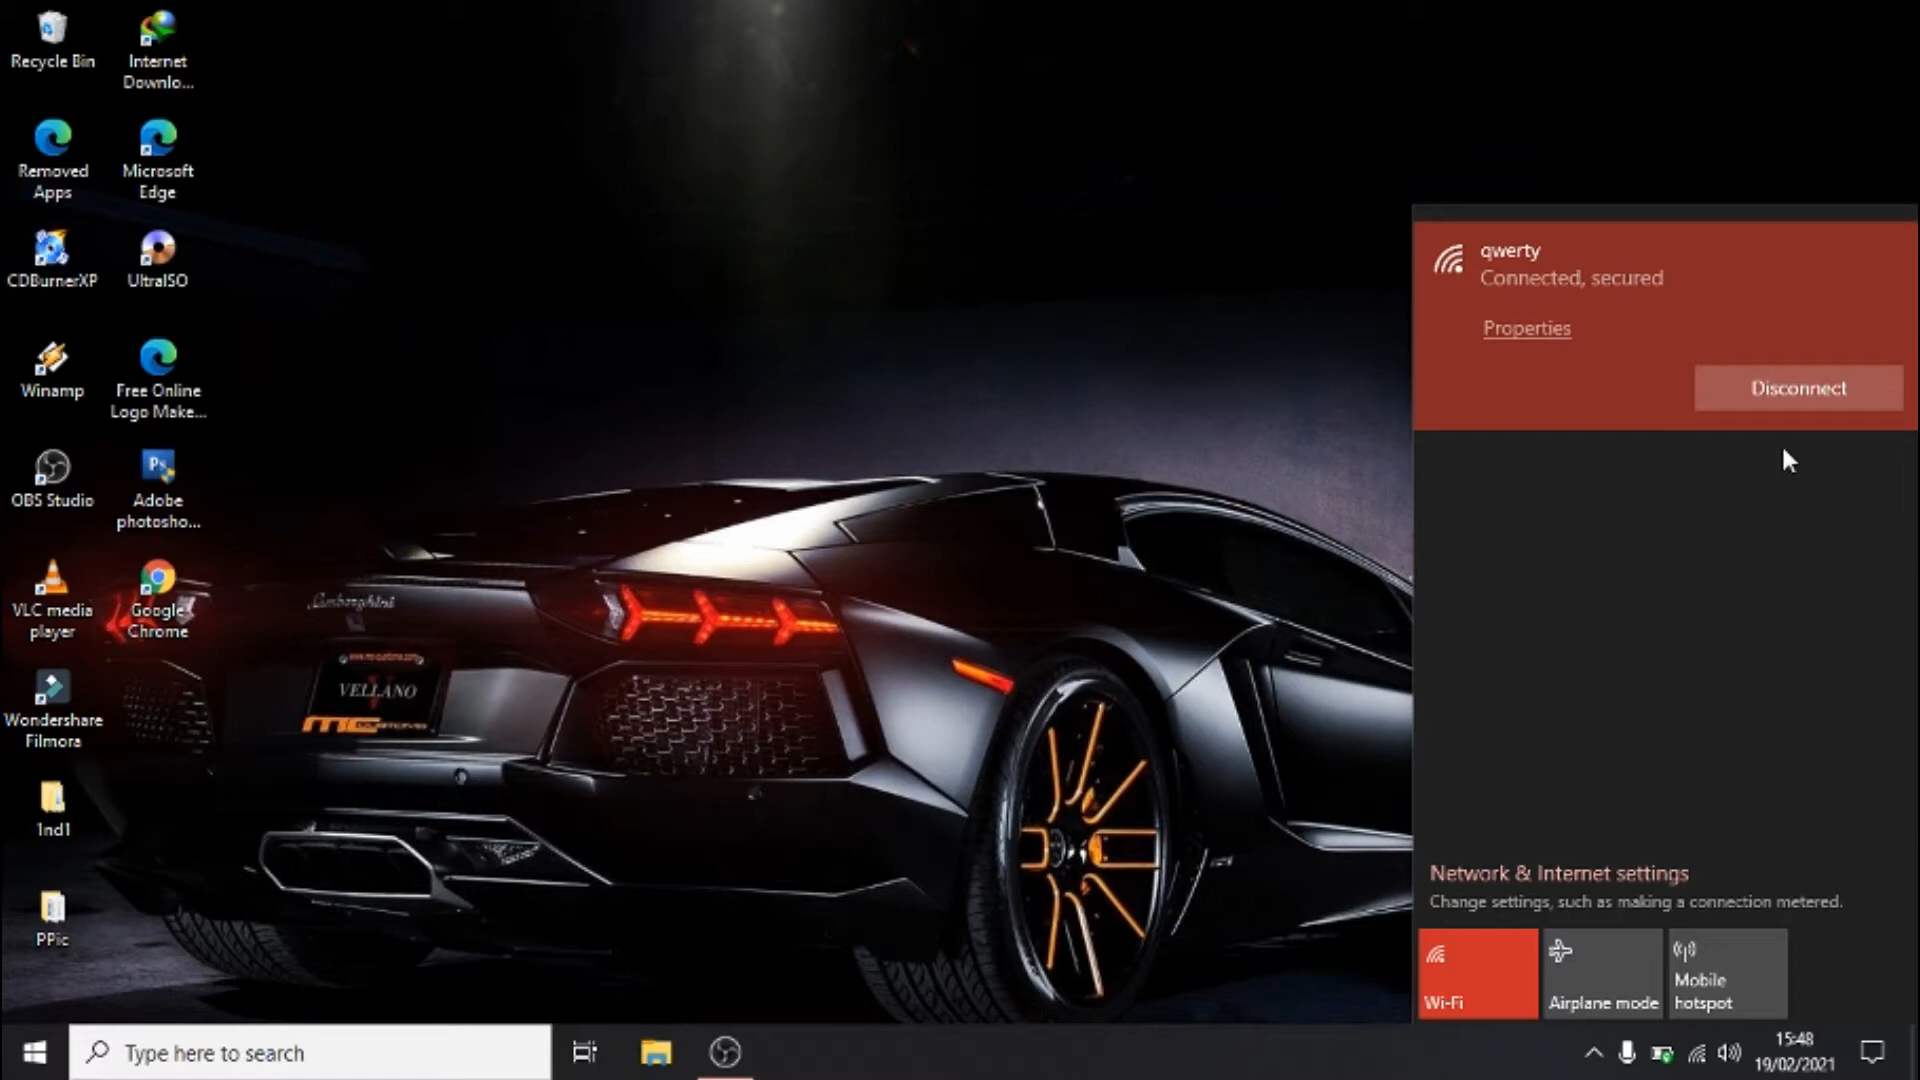 Recycle Bin
Internet
Downlo...
Removed
Apps
Microsoft
Edge
CDBurnerXP
UltraISO
Winamp
Free Online
Logo Make...
OBS Studio
Ps
Adobe
photosho...
VLC media
player
Google
Chrome
Wondershare
Filmora
1nd1
PPic
Lamborghini
VELLANO
qwerty
Connected, secured
Properties
Disconnect
Network & Internet settings
Change settings, such as making a connection metered.
Wi-Fi
Airplane mode
Mobile
hotspot
Type here to search
15:48
19/02/2021